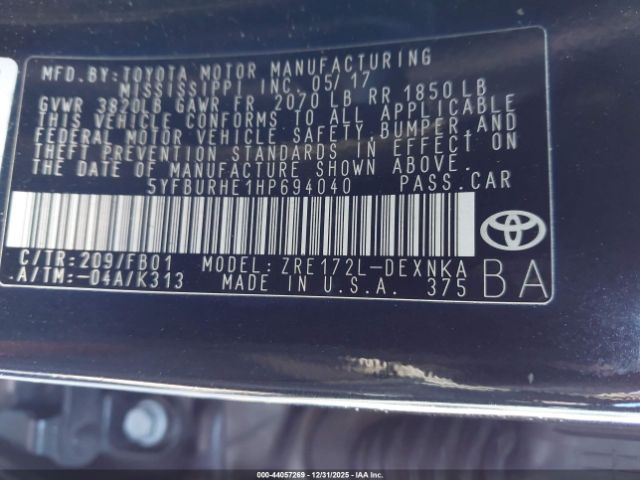 MFD.BY:TOYOTA MOTOR MANUFACTURING
MISSISSIPPI INC. 05/17
GVWR 3820LB GAWR FR 2070 LB RR 1850 LB
THIS VEHICLE CONFORMS TO ALL APPLICABLE
FEDERAL MOTOR VEHICLE SAFETY,BUMPER,AND
THEFT PREVENTION STANDARDS IN EFFECT ON
THE DATE OF MANUFACTURE SHOWN ABOVE.
5YFBURHE1HP694040 PASS.CAR
C/TR:209/FB01 MODEL:ZRE172L-DEXNKA
.A/TM:-04A/K313 MADE IN U.S.A. 375
BA
000-44057269 - 12/31/2025 - IAAI.com